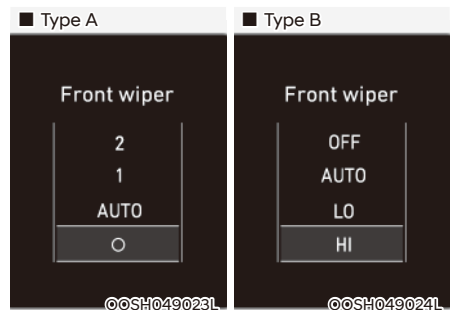 ■ Type A
Front wiper
2
1
AUTO
O
OOSH049023L
■ Type B
Front wiper
OFF
AUTO
LO
HI
OOSH049024L